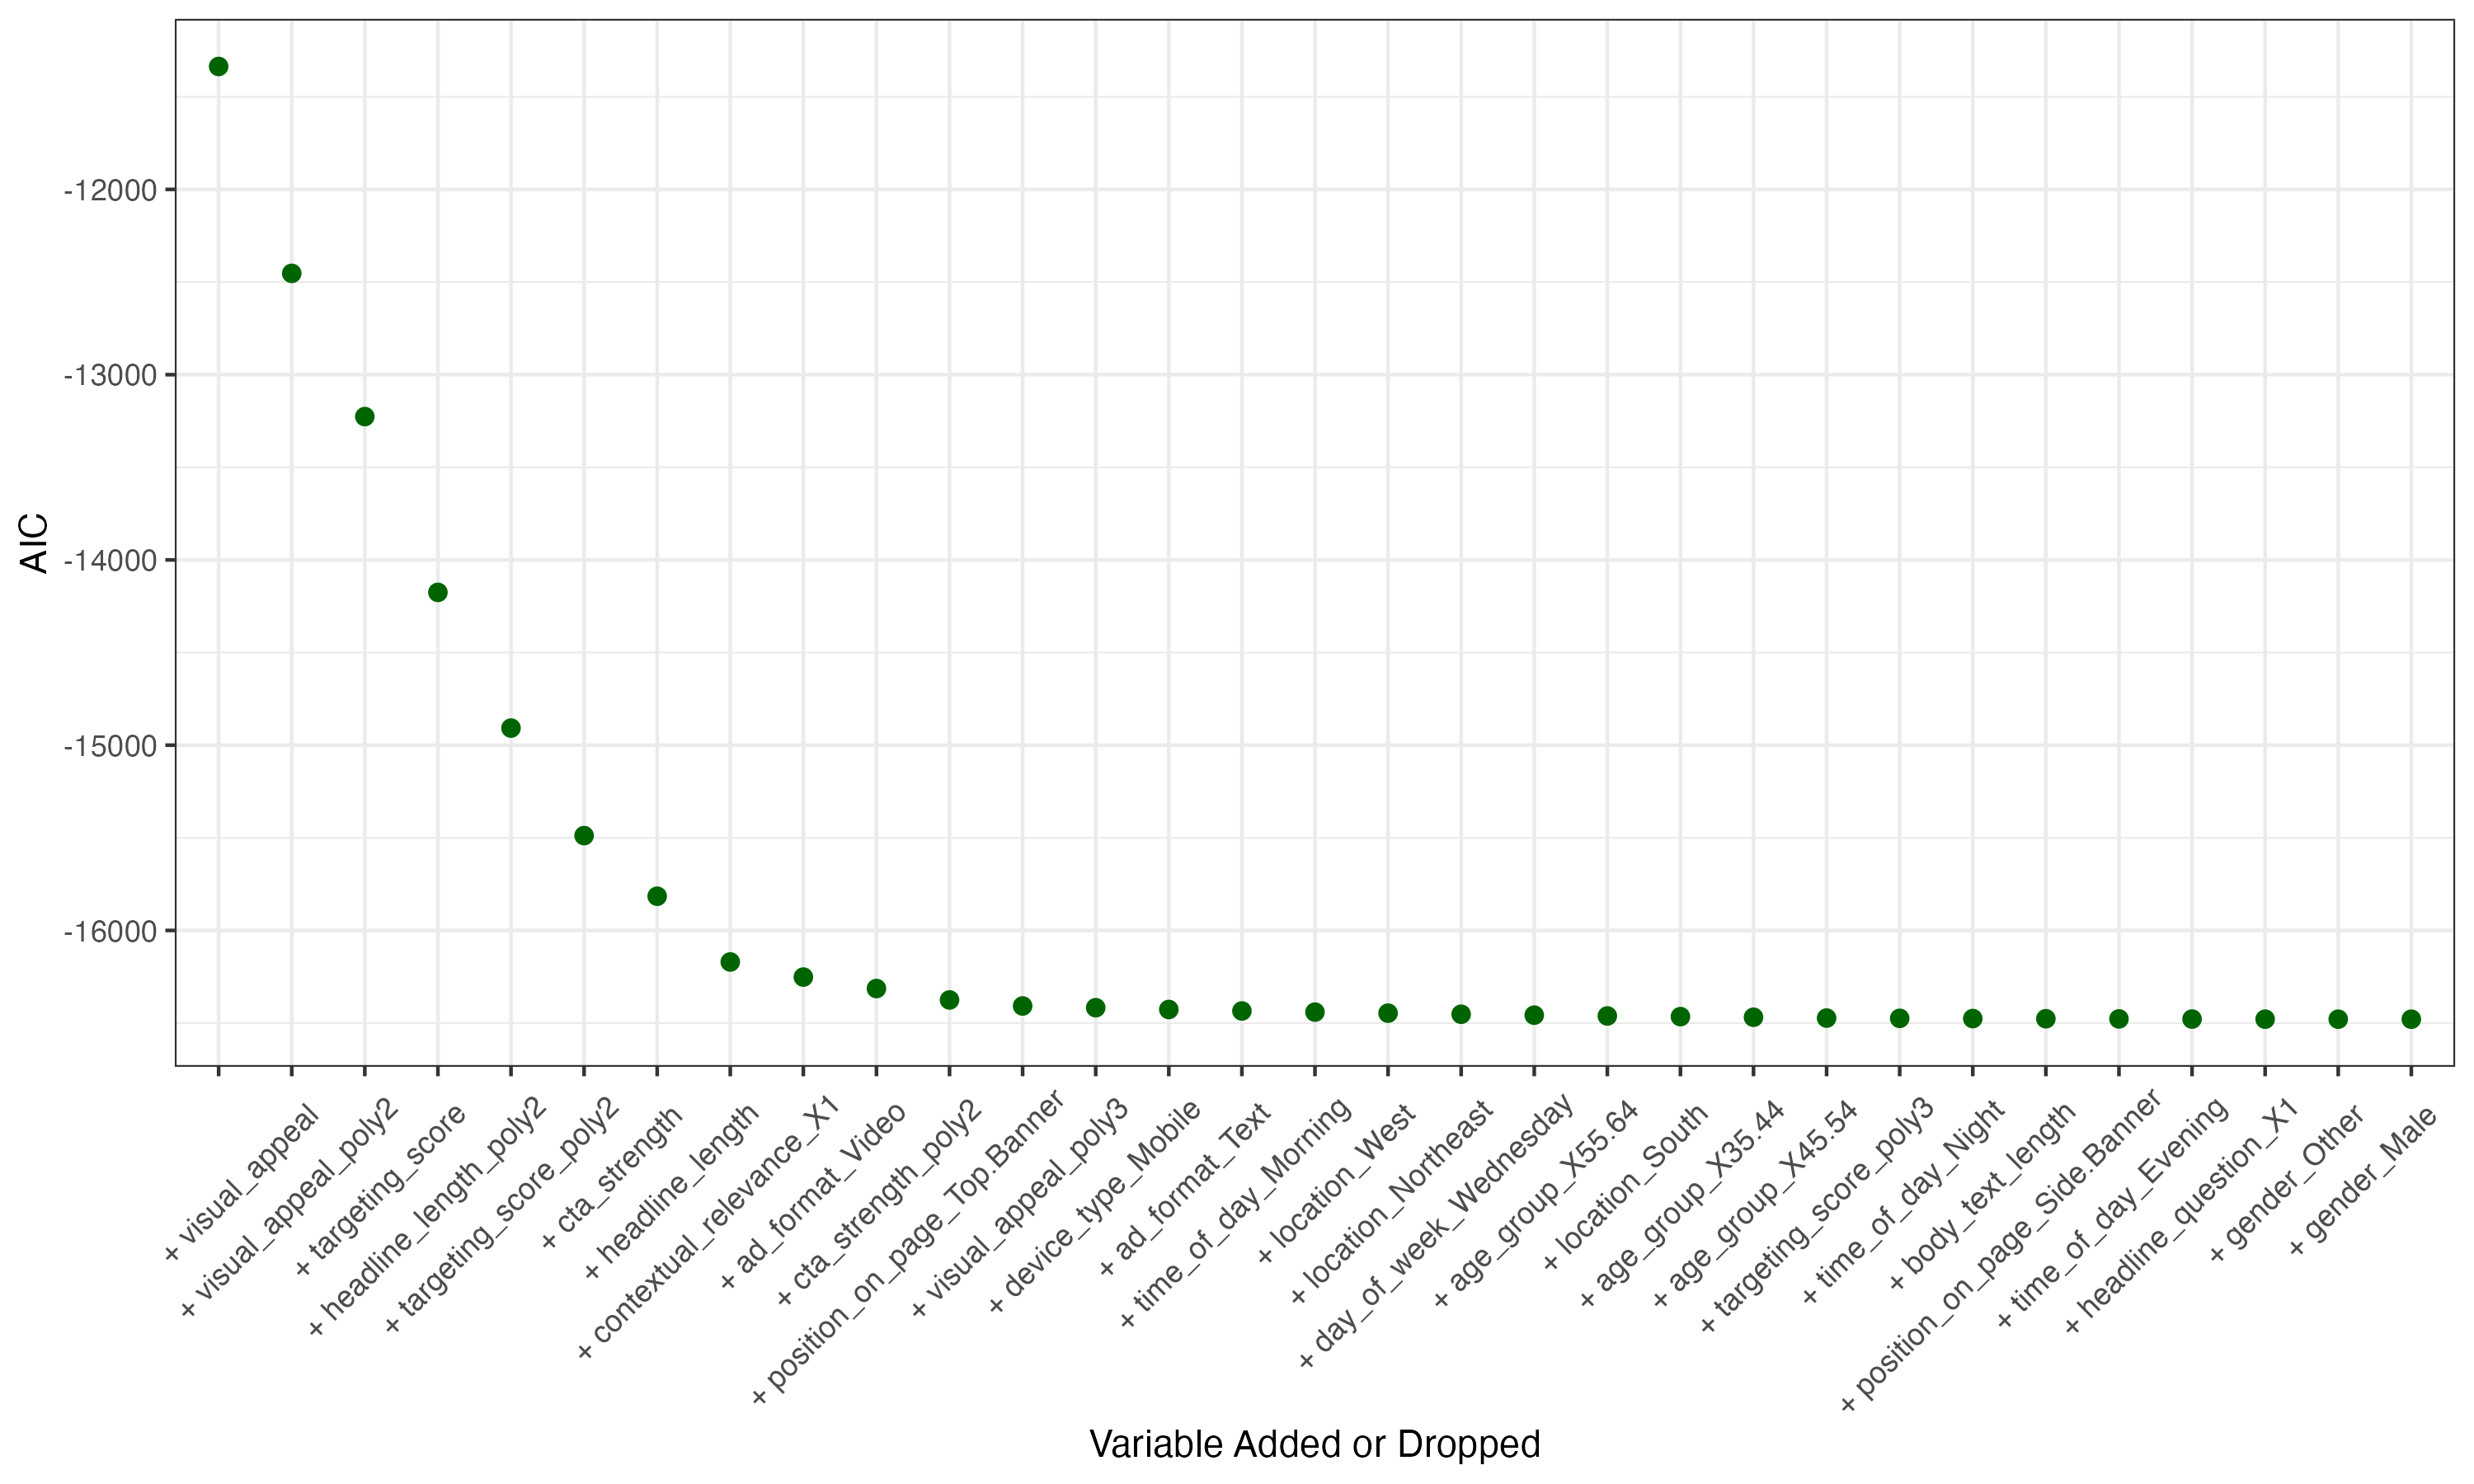 -12000
-13000
-14000
-15000
-16000
AIC
+ visual_appeal
+ visual_appeal_poly2
+ targeting_score
+ headline_length_poly2
+ targeting_score_poly2
+ cta_strength
+ headline_length
+ contextual_relevance_X1
+ ad_format_Video
+ cta_strength_poly2
+ position_on_page_Top.Banner
+ visual_appeal_poly3
+ device_type_Mobile
+ ad_format_Text
+ time_of_day_Morning
+ location_West
+ location_Northeast
+ day_of_week_Wednesday
+ age_group_X55.64
+ location_South
+ age_group_X35.44
+ age_group_X45.54
+ targeting_score_poly3
+ time_of_day_Night
+ body_text_length
+ position_on_page_Side.Banner
+ time_of_day_Evening
+ headline_question_X1
+ gender_Other
+ gender_Male
Variable Added or Dropped